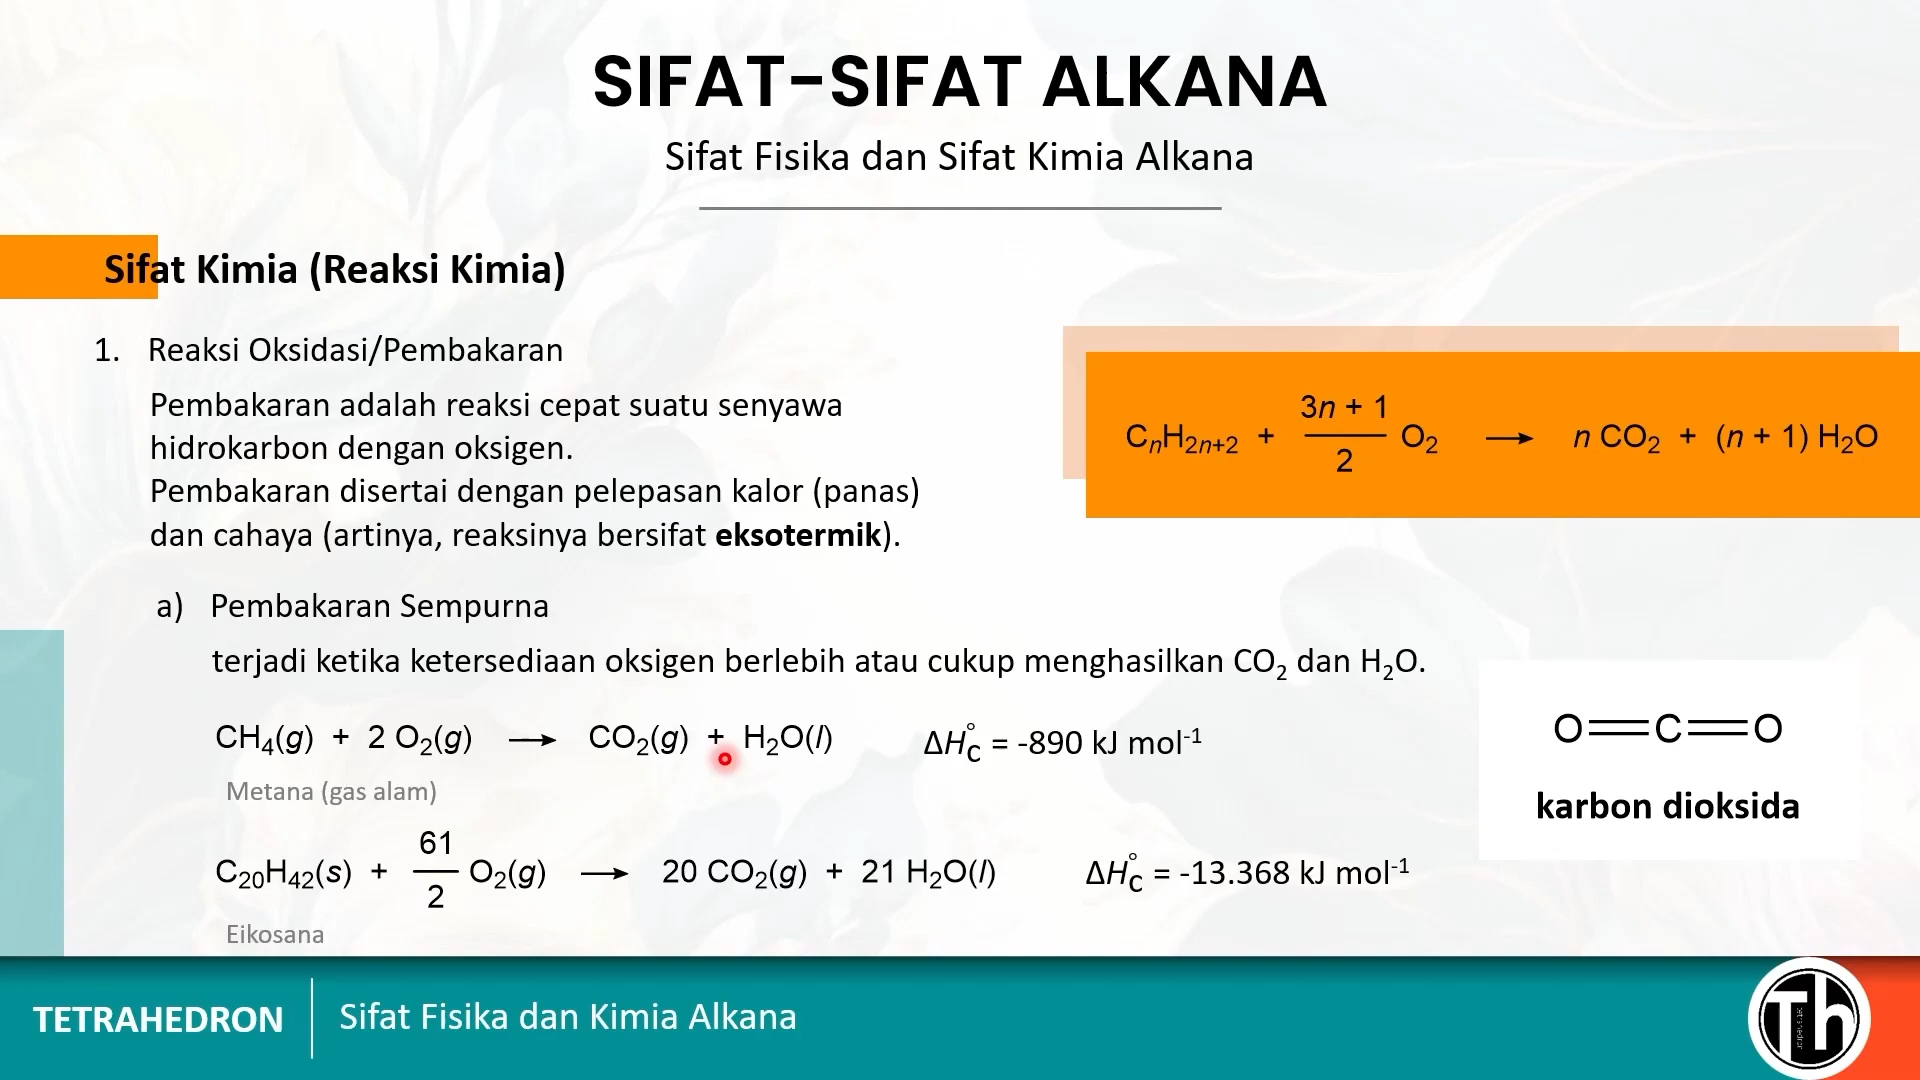 SIFAT-SIFAT ALKANA
Sifat Fisika dan Sifat Kimia Alkana
Sifat Kimia (Reaksi Kimia)
1. Reaksi Oksidasi/Pembakaran
Pembakaran adalah reaksi cepat suatu senyawa
hidrokarbon dengan oksigen.
Pembakaran disertai dengan pelepasan kalor (panas)
dan cahaya (artinya, reaksinya bersifat eksotermik).
CₙH₂ₙ₊₂ + (3n + 1)/2 O₂ → n CO₂ + (n + 1) H₂O
a) Pembakaran Sempurna
terjadi ketika ketersediaan oksigen berlebih atau cukup menghasilkan CO₂ dan H₂O.
CH₄(g) + 2 O₂(g) → CO₂(g) + H₂O(l) ΔH°c = -890 kJ mol⁻¹
Metana (gas alam)
C₂₀H₄₂(s) + 61/2 O₂(g) → 20 CO₂(g) + 21 H₂O(l) ΔH°c = -13.368 kJ mol⁻¹
Eikosana
O=C=O
karbon dioksida
TETRAHEDRON
Sifat Fisika dan Kimia Alkana
Th